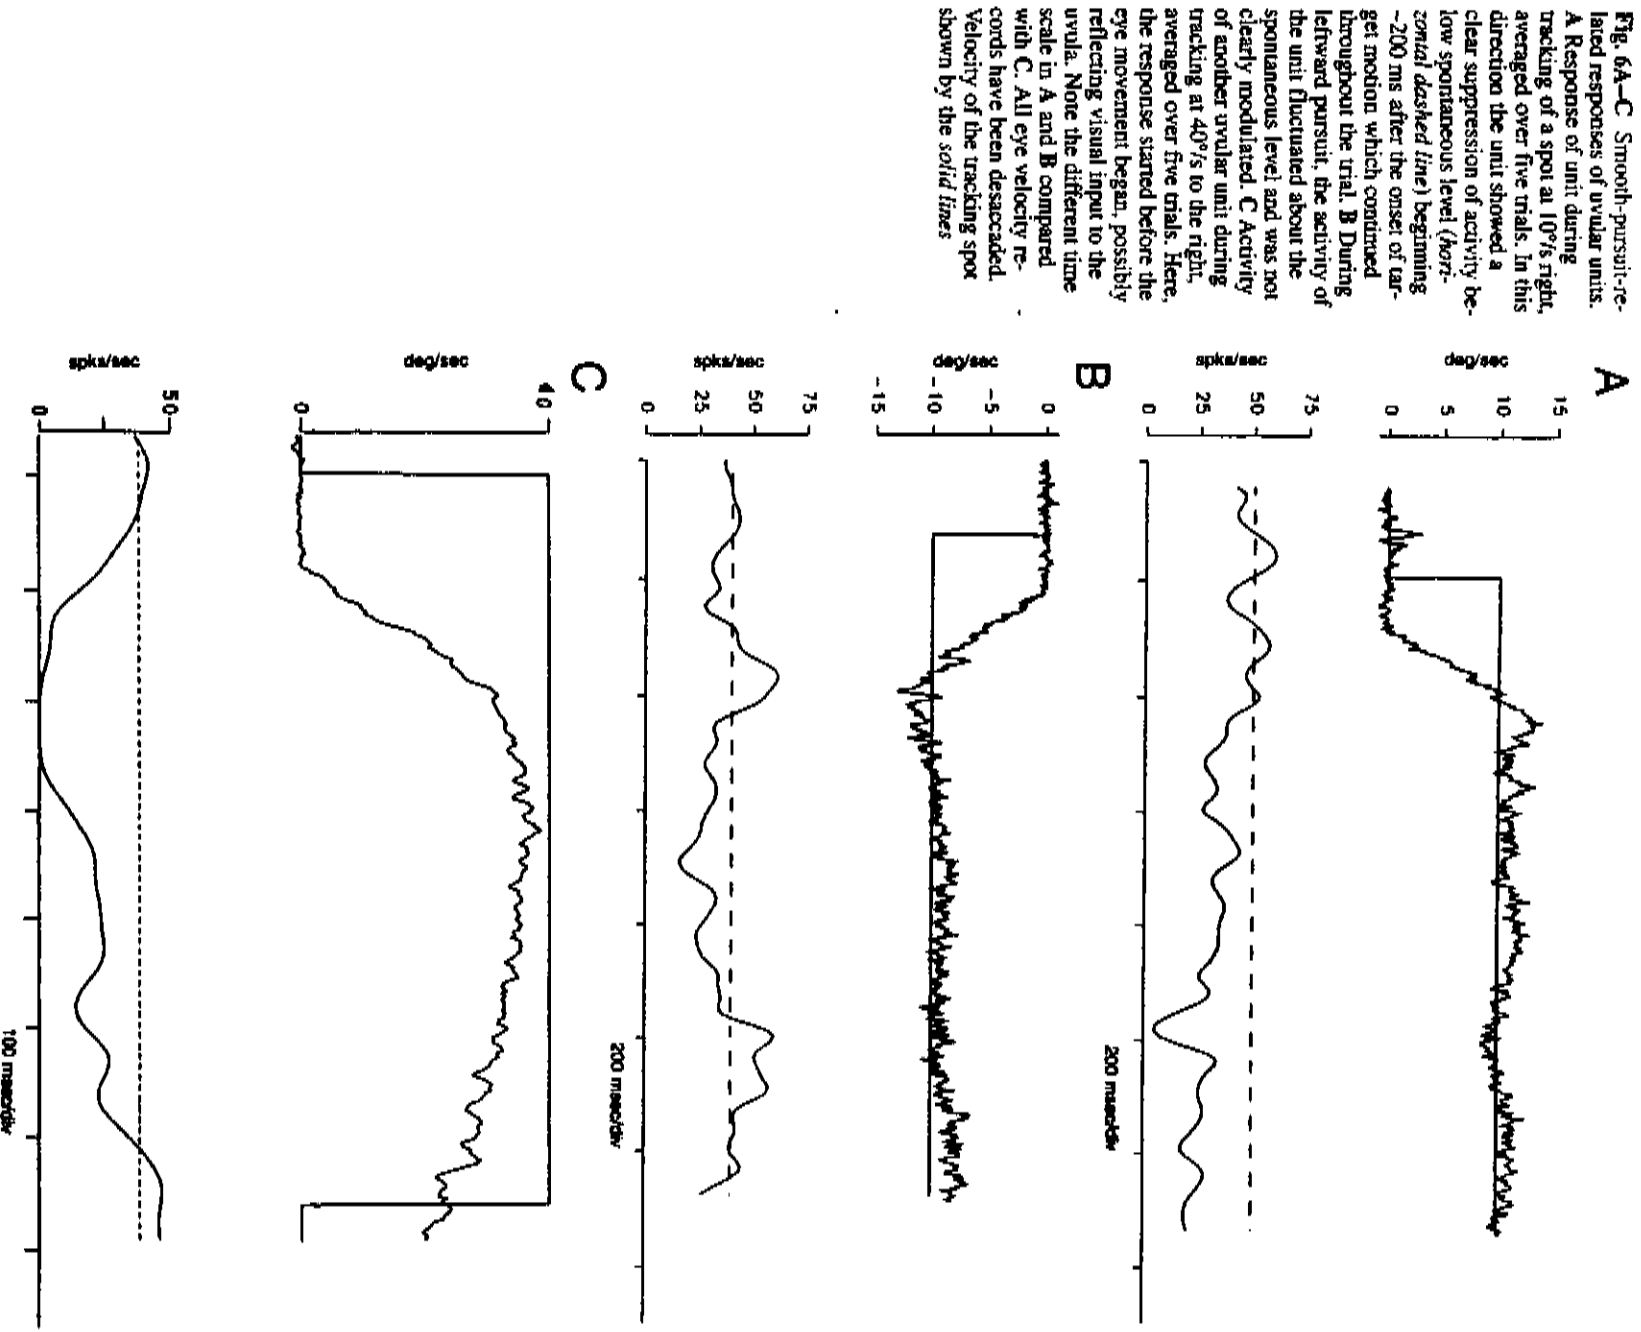 Fig. 6A–C Smooth-pursuit-re-
lated responses of uvular units.
A Response of unit during
tracking of a spot at 10°/s right,
averaged over five trials. In this
direction the unit showed a
clear suppression of activity be-
low spontaneous level (hori-
zontal dashed line) beginning
~200 ms after the onset of tar-
get motion which continued
throughout the trial. B During
leftward pursuit, the activity of
the unit fluctuated about the
spontaneous level and was not
clearly modulated. C Activity
of another uvular unit during
tracking at 40°/s to the right,
averaged over five trials. Here,
the response started before the
eye movement began, possibly
reflecting visual input to the
uvula. Note the different time
scale in A and B compared
with C. All eye velocity re-
cords have been desaccaded.
Velocity of the tracking spot
shown by the solid lines
A
deg/sec
15
10
5
0
spks/sec
75
50
25
0
200 msec/div
B
deg/sec
0
-5
-10
-15
spks/sec
75
50
25
0
200 msec/div
C
deg/sec
40
0
spks/sec
50
0
100 msec/div